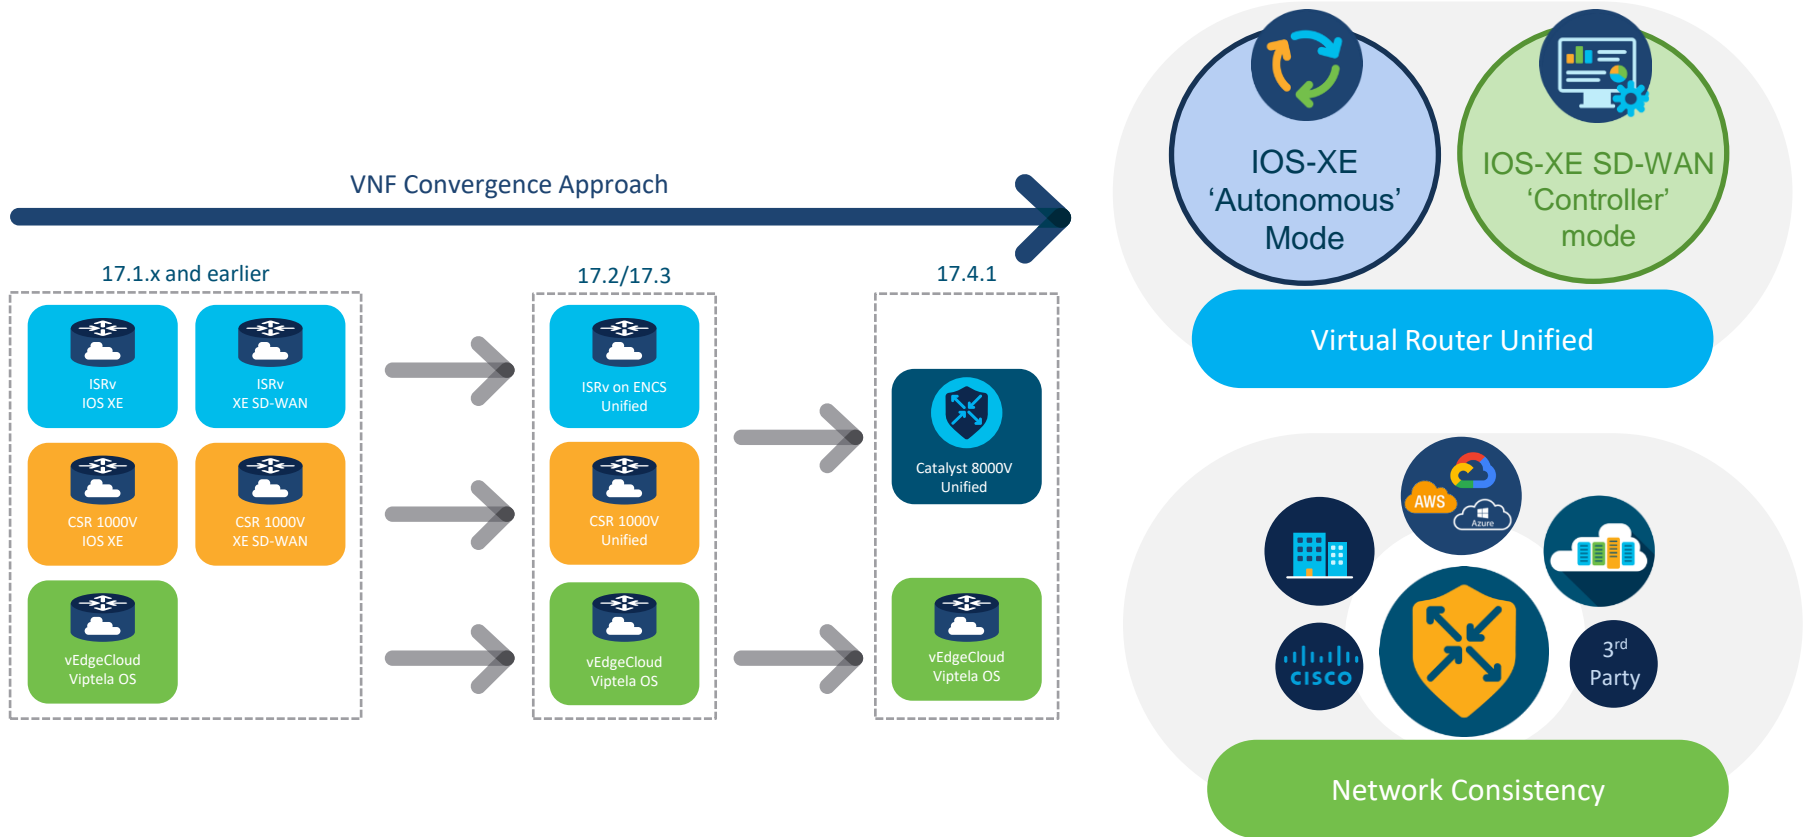 VNF Convergence Approach
17.1.x and earlier
ISRv
IOS XE
ISRv
XE SD-WAN
CSR 1000V
IOS XE
CSR 1000V
XE SD-WAN
vEdgeCloud
Viptela OS
17.2/17.3
ISRv on ENCS
Unified
CSR 1000V
Unified
vEdgeCloud
Viptela OS
17.4.1
Catalyst 8000V
Unified
vEdgeCloud
Viptela OS
IOS-XE
‘Autonomous’
Mode
IOS-XE SD-WAN
‘Controller’
mode
Virtual Router Unified
AWS
Azure
CISCO
3rd
Party
Network Consistency